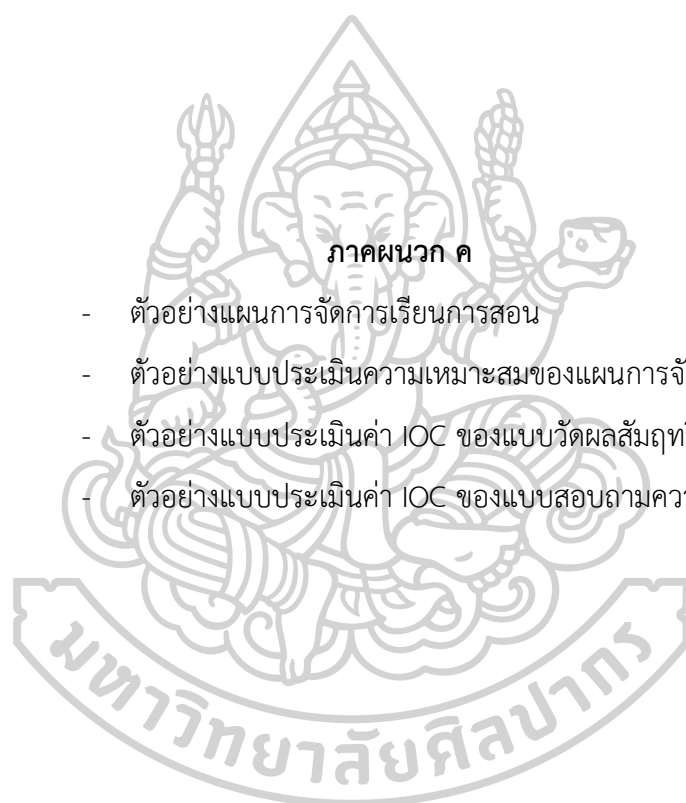 ภาคผนวก ค
- ตัวอย่างแผนการจัดการเรียนการสอน
- ตัวอย่างแบบประเมินความเหมาะสมของแผนการจั
- ตัวอย่างแบบประเมินค่า IOC ของแบบวัดผลสัมฤท
- ตัวอย่างแบบประเมินค่า IOC ของแบบสอบถามควา
มหาวิทยาลัยศิลปากร